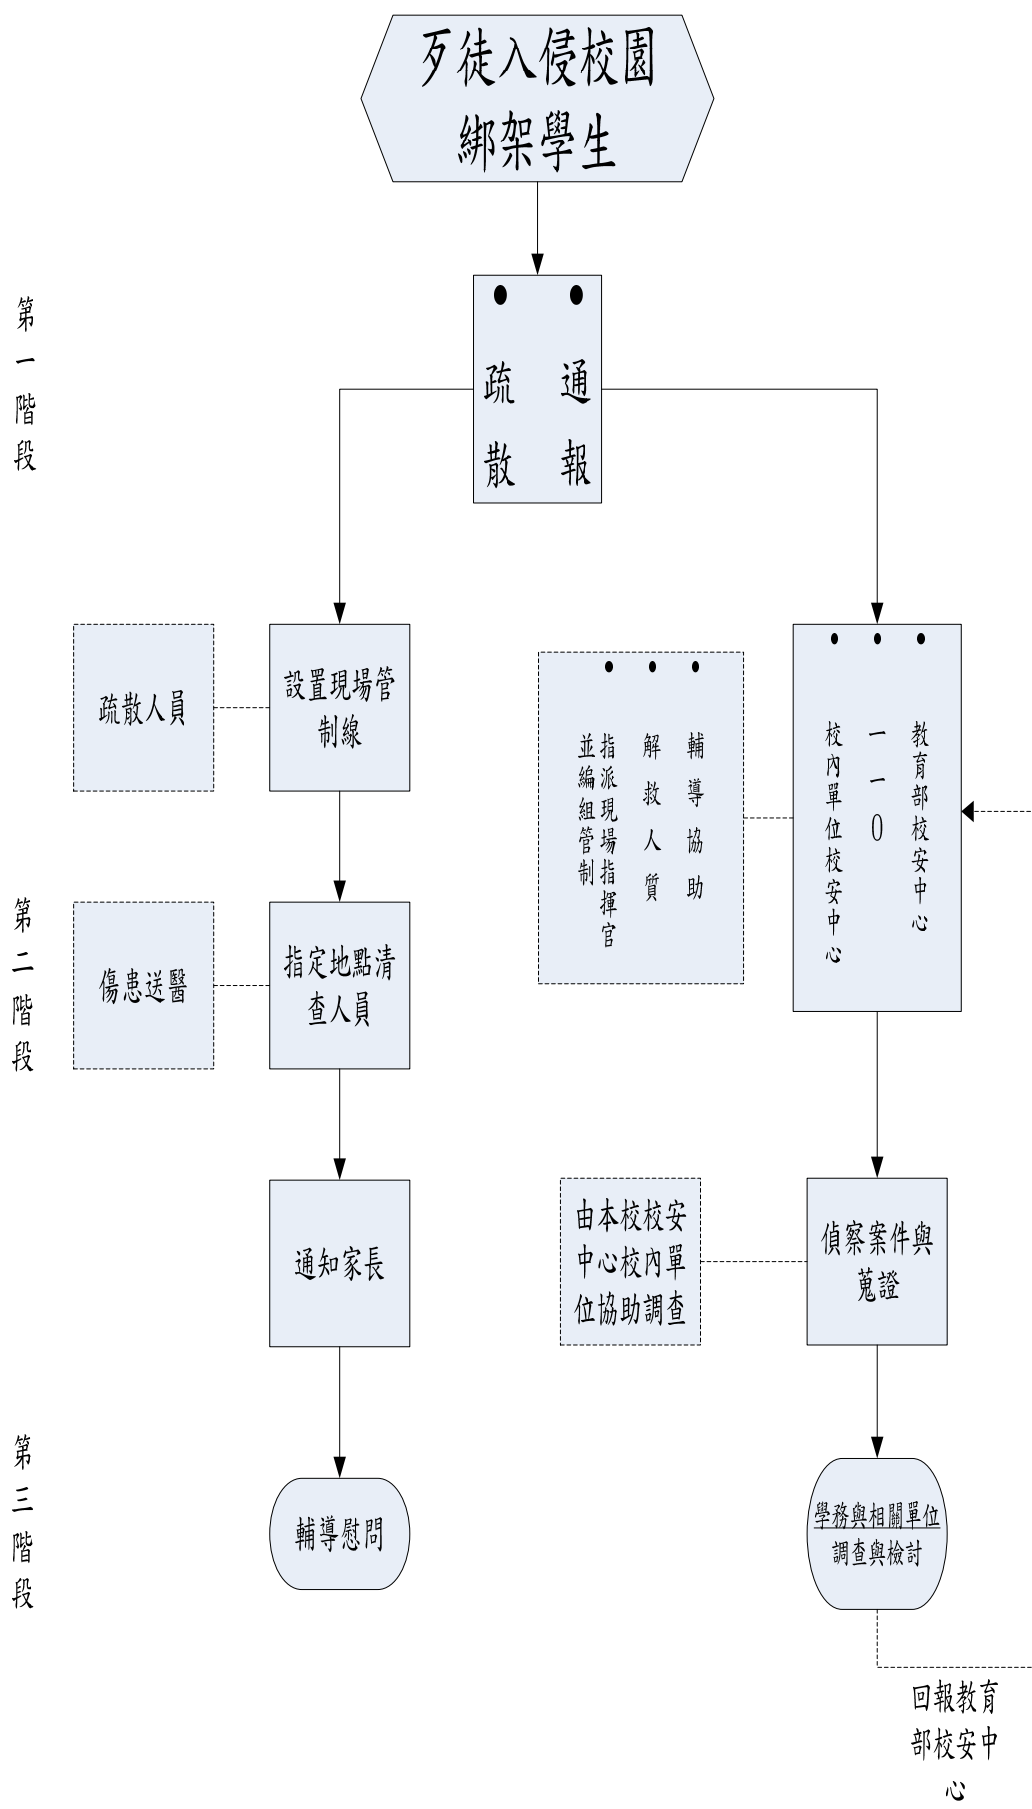 歹徒入侵校園
綁架學生
第一階段
●通報
●疏散
疏散人員
設置現場管
制線
●輔導協助
●解救人質
●指派現場指揮官
並編組管制
●教育部校安中心
●一一０
●校內單位校安中心
第二階段
傷患送醫
指定地點清
查人員
通知家長
由本校校安
中心校內單
位協助調查
偵察案件與
蒐證
第三階段
輔導慰問
學務與相關單位
調查與檢討
回報教育
部校安中
心